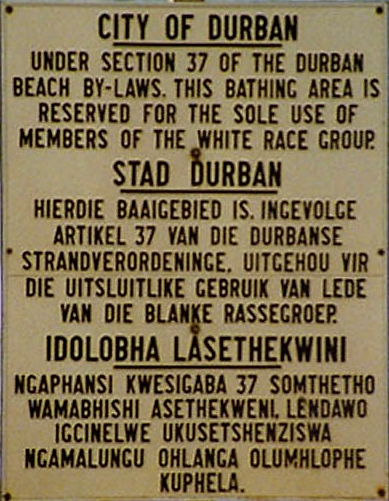 CITY OF DURBAN
UNDER SECTION 37 OF THE DURBAN
BEACH BY-LAWS. THIS BATHING AREA IS
RESERVED FOR THE SOLE USE OF
MEMBERS OF THE WHITE RACE GROUP.
STAD DURBAN
HIERDIE BAAIGEBIED IS. INGEVOLGE
ARTIKEL 37 VAN DIE DURBANSE
STRANDVERORDENINGE. UITGEHOU VIR
DIE UITSLUITLIKE GEBRUIK VAN LEDE
VAN DIE BLANKE RASSEGROEP.
IDOLOBHA LASETHEKWINI
NGAPHANSI KWESIGABA 37 SOMTHETHO
WAMABHISHI ASETHEKWENI. LENDAWO
IGCINELWE UKUSETSHENZISWA
NGAMALUNGU OHLANGA OLUMHLOPHE
KUPHELA.